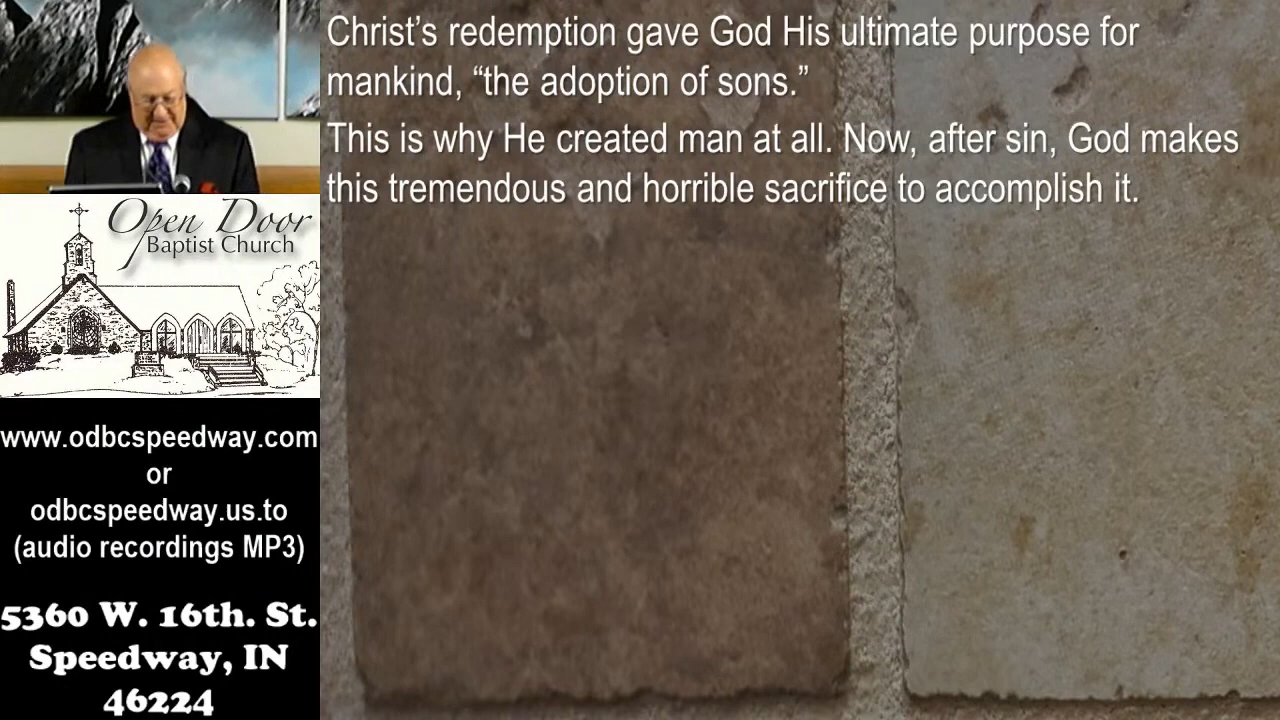 Christ’s redemption gave God His ultimate purpose for
mankind, “the adoption of sons.”
This is why He created man at all. Now, after sin, God makes
this tremendous and horrible sacrifice to accomplish it.
Open Door
Baptist Church
www.odbcspeedway.com
or
odbcspeedway.us.to
(audio recordings MP3)
5360 W. 16th. St.
Speedway, IN
46224